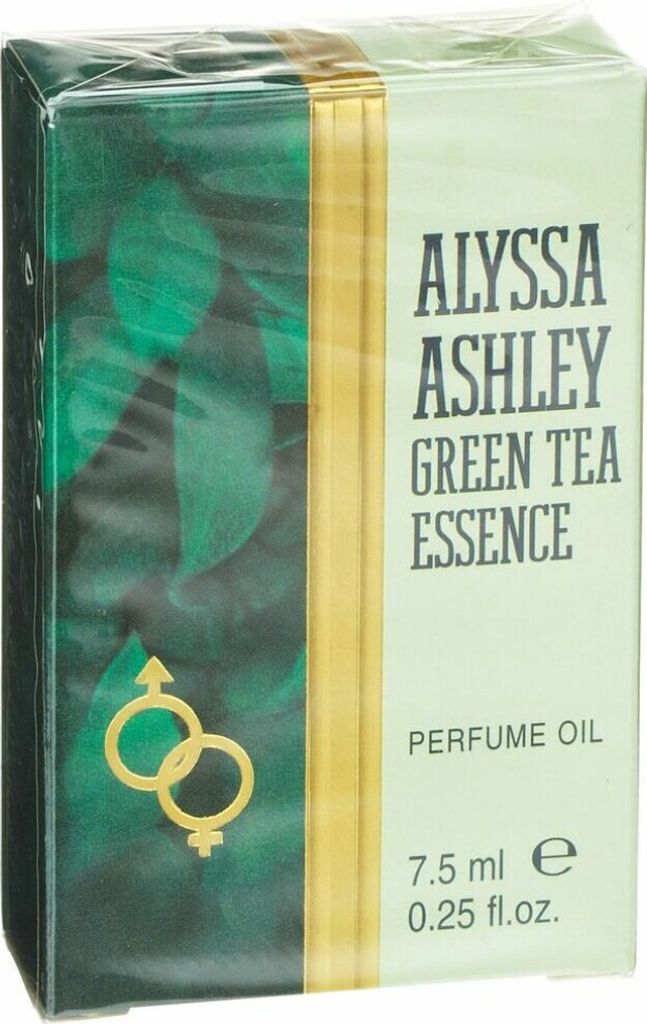 ALYSSA
ASHLEY
GREEN TEA
ESSENCE
PERFUME OIL
7.5 ml ℮
0.25 fl.oz.